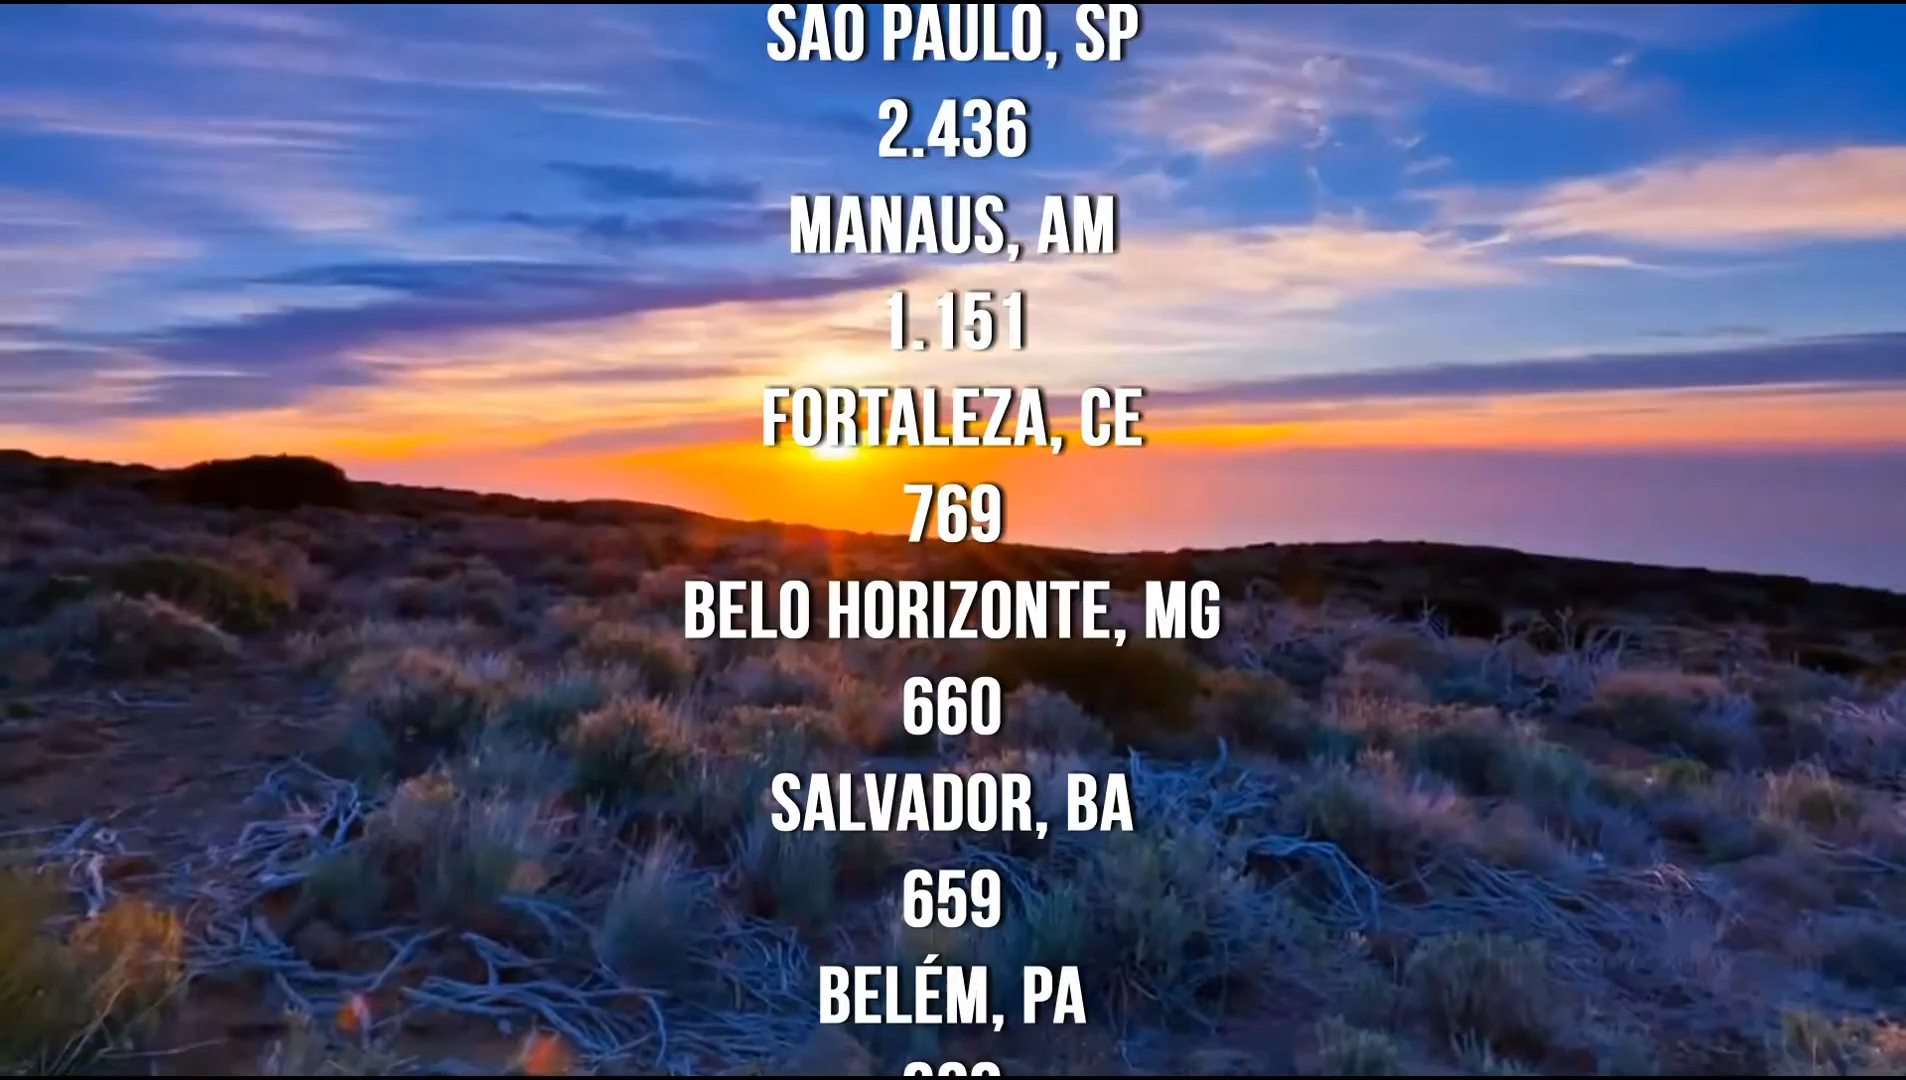 SÃO PAULO, SP
2.436
MANAUS, AM
1.151
FORTALEZA, CE
769
BELO HORIZONTE, MG
660
SALVADOR, BA
659
BELÉM, PA